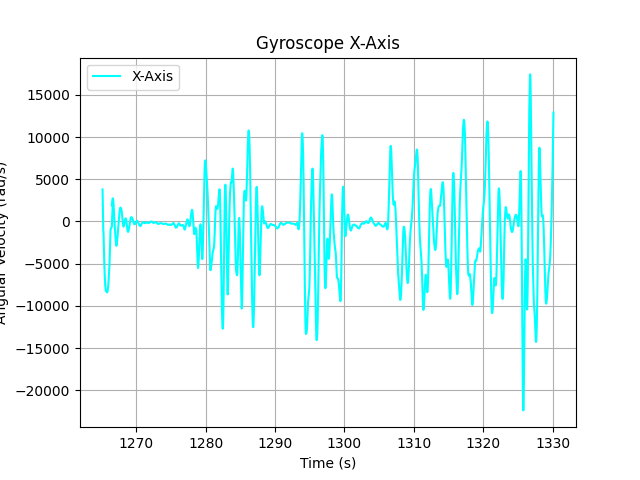 Gyroscope X-Axis
X-Axis
15000
10000
5000
0
−5000
−10000
−15000
−20000
Angular Velocity (rad/s)
1270 1280 1290 1300 1310 1320 1330
Time (s)